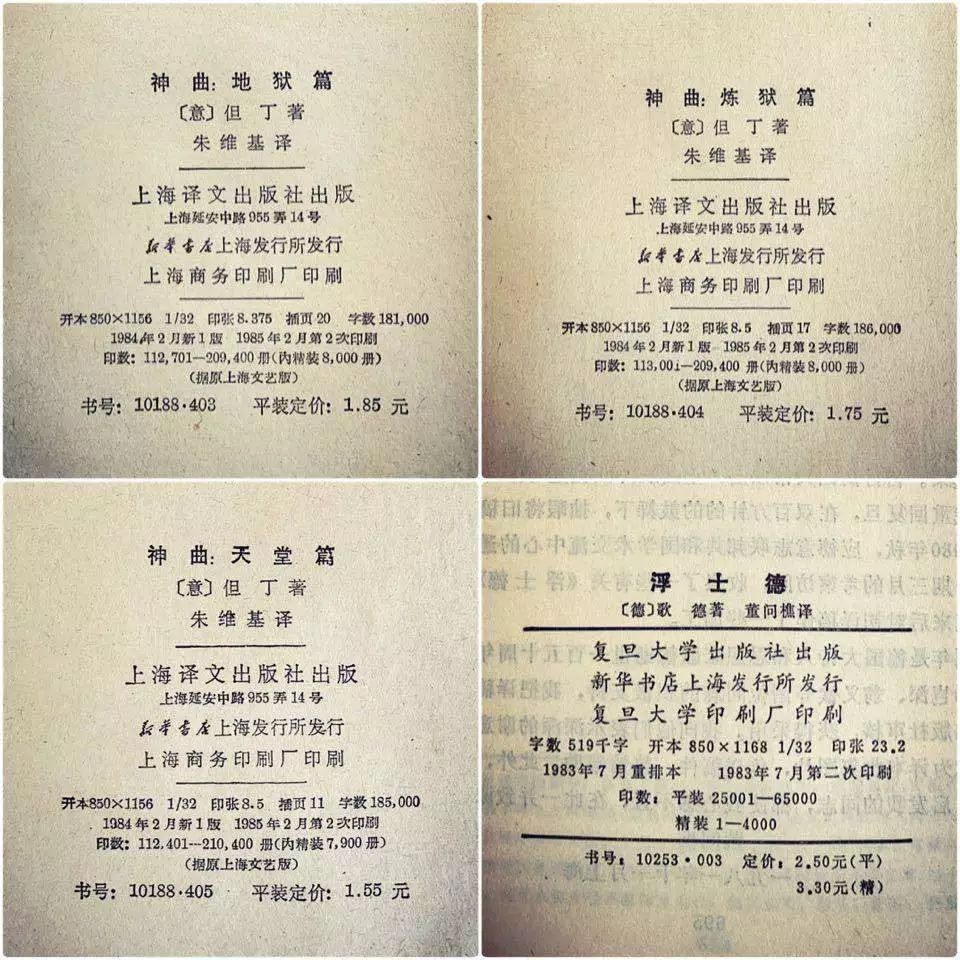 神曲：地狱篇
〔意〕但丁著
朱维基译
上海译文出版社出版
上海延安中路955弄14号
新华书店上海发行所发行
上海商务印刷厂印刷
开本850×1156 1/32 印张8.375 插页20 字数181,000
1984年2月新1版 1985年2月第2次印刷
印数：112,701—209,400册（内精装8,000册）
（据原上海文艺版）
书号：10188·403 平装定价：1.85元
神曲：炼狱篇
〔意〕但丁著
朱维基译
上海译文出版社出版
上海延安中路955弄14号
新华书店上海发行所发行
上海商务印刷厂印刷
开本850×1156 1/32 印张8.5 插页17 字数186,000
1984年2月新1版 1985年2月第2次印刷
印数：113,001—209,400册（内精装8,000册）
（据原上海文艺版）
书号：10188·404 平装定价：1.75元
神曲：天堂篇
〔意〕但丁著
朱维基译
上海译文出版社出版
上海延安中路955弄14号
新华书店上海发行所发行
上海商务印刷厂印刷
开本850×1156 1/32 印张8.5 插页11 字数185,000
1984年2月新1版 1985年2月第2次印刷
印数：112,401—210,400册（内精装7,900册）
（据原上海文艺版）
书号：10188·405 平装定价：1.55元
浮士德
〔德〕歌德著 董问樵译
复旦大学出版社出版
新华书店上海发行所发行
复旦大学印刷厂印刷
字数519千字 开本850×1168 1/32 印张23.2
1983年7月重排本 1983年7月第二次印刷
印数：平装25001—65000
精装1—4000
书号：10253·003 定价：2.50元（平）
3.30元（精）